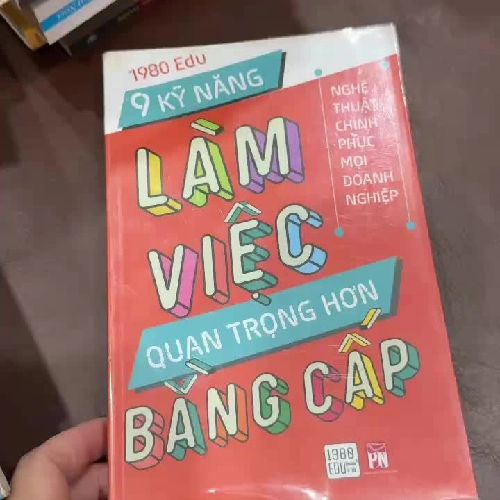 1980 Edu
9 KỸ NĂNG
LÀM
VIỆC
QUAN TRỌNG HƠN
BẰNG CẤP
NGHỆ
THUẬT
CHINH
PHỤC
MỌI
DOANH
NGHIỆP
1980
EDU
PN